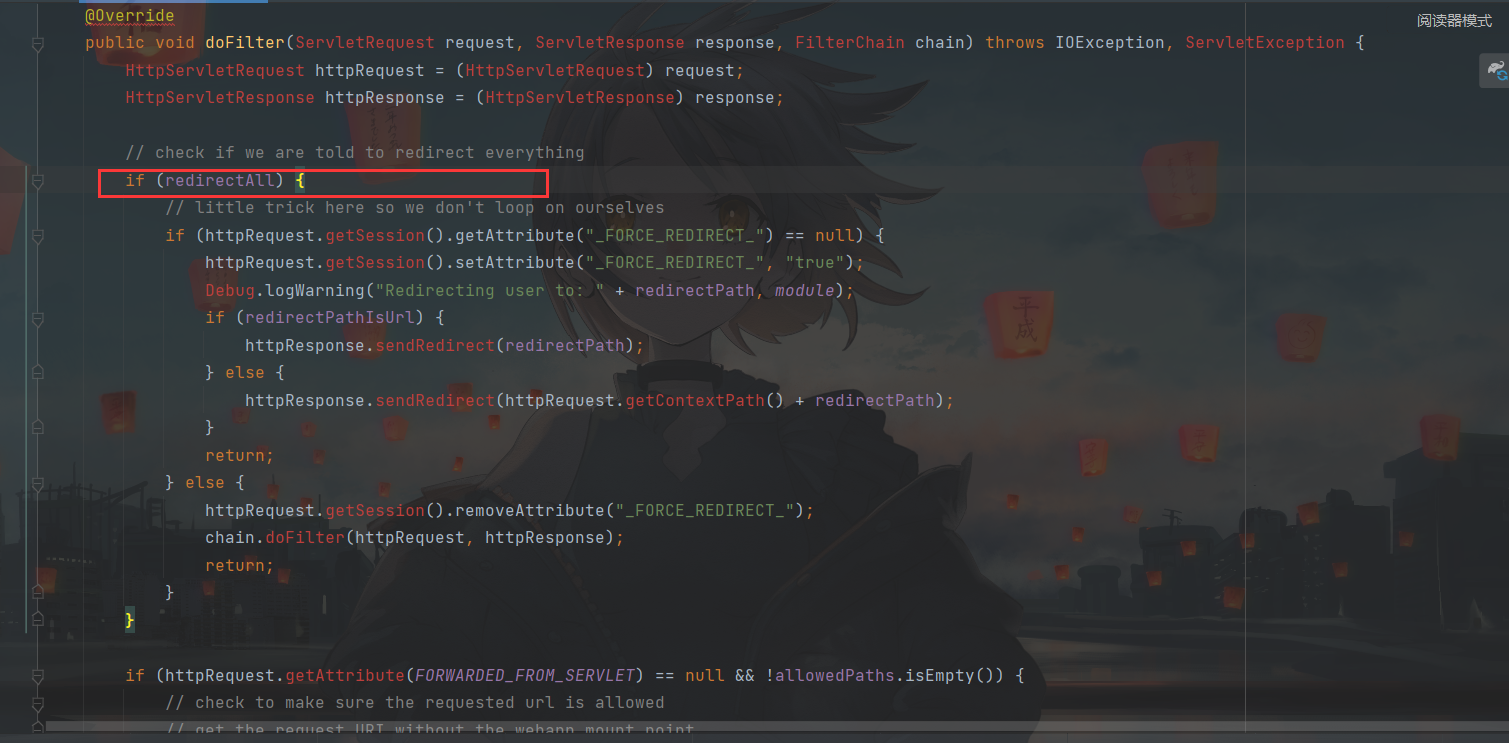 @Override
阅读器模式
public void doFilter(ServletRequest request, ServletResponse response, FilterChain chain) throws IOException, ServletException {
HttpServletRequest httpRequest = (HttpServletRequest) request;
HttpServletResponse httpResponse = (HttpServletResponse) response;
// check if we are told to redirect everything
if (redirectAll) {
// little trick here so we don't loop on ourselves
if (httpRequest.getSession().getAttribute("_FORCE_REDIRECT_") == null) {
httpRequest.getSession().setAttribute("_FORCE_REDIRECT_", "true");
Debug.logWarning("Redirecting user to: " + redirectPath, module);
if (redirectPathIsUrl) {
httpResponse.sendRedirect(redirectPath);
} else {
httpResponse.sendRedirect(httpRequest.getContextPath() + redirectPath);
}
return;
} else {
httpRequest.getSession().removeAttribute("_FORCE_REDIRECT_");
chain.doFilter(httpRequest, httpResponse);
return;
}
}
if (httpRequest.getAttribute(FORWARDED_FROM_SERVLET) == null && !allowedPaths.isEmpty()) {
// check to make sure the requested url is allowed
// get the request URI without the webapp mount point
平成